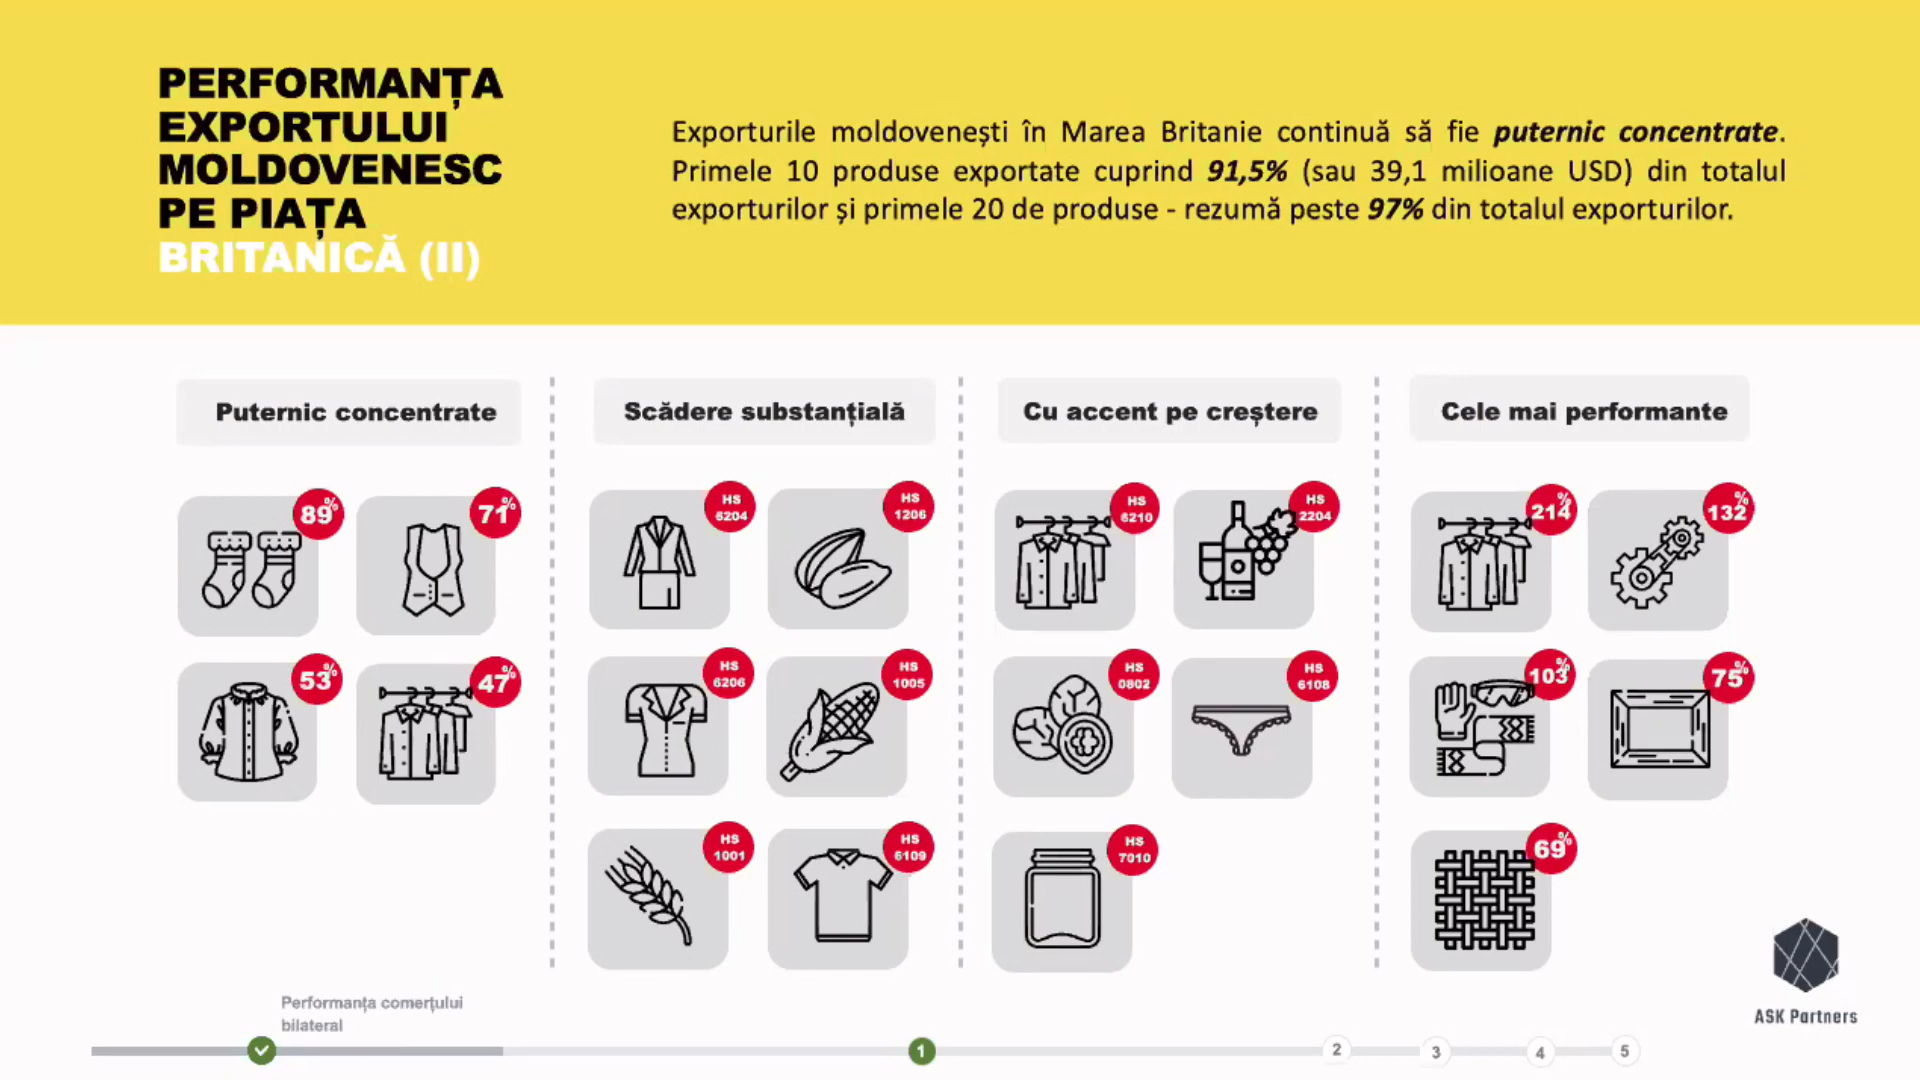 PERFORMANȚA
EXPORTULUI
MOLDOVENESC
PE PIAȚA
BRITANICĂ (II)
Exporturile moldovenești în Marea Britanie continuă să fie puternic concentrate.
Primele 10 produse exportate cuprind 91,5% (sau 39,1 milioane USD) din totalul
exporturilor și primele 20 de produse - rezumă peste 97% din totalul exporturilor.
Puternic concentrate
89%
71%
53%
47%
Scădere substanțială
HS
6204
HS
1206
HS
6206
HS
1005
HS
1001
HS
6109
Cu accent pe creștere
HS
6210
HS
2204
HS
0802
HS
6108
HS
7010
Cele mai performante
214%
132%
103%
75%
69%
ASK Partners
Performanța comerțului
bilateral
1
2
3
4
5